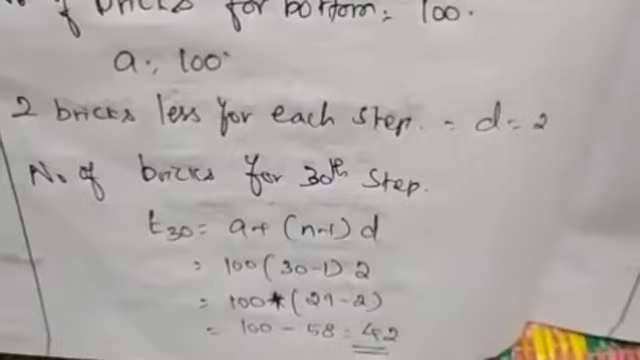 of bricks for bottom = 100.
a = 100
2 bricks less for each step. = d = 2
No of bricks for 30th step.
t30 = a+ (n-1) d
= 100 (30-1) 2
= 100 * (29-2)
= 100 - 58 = 42